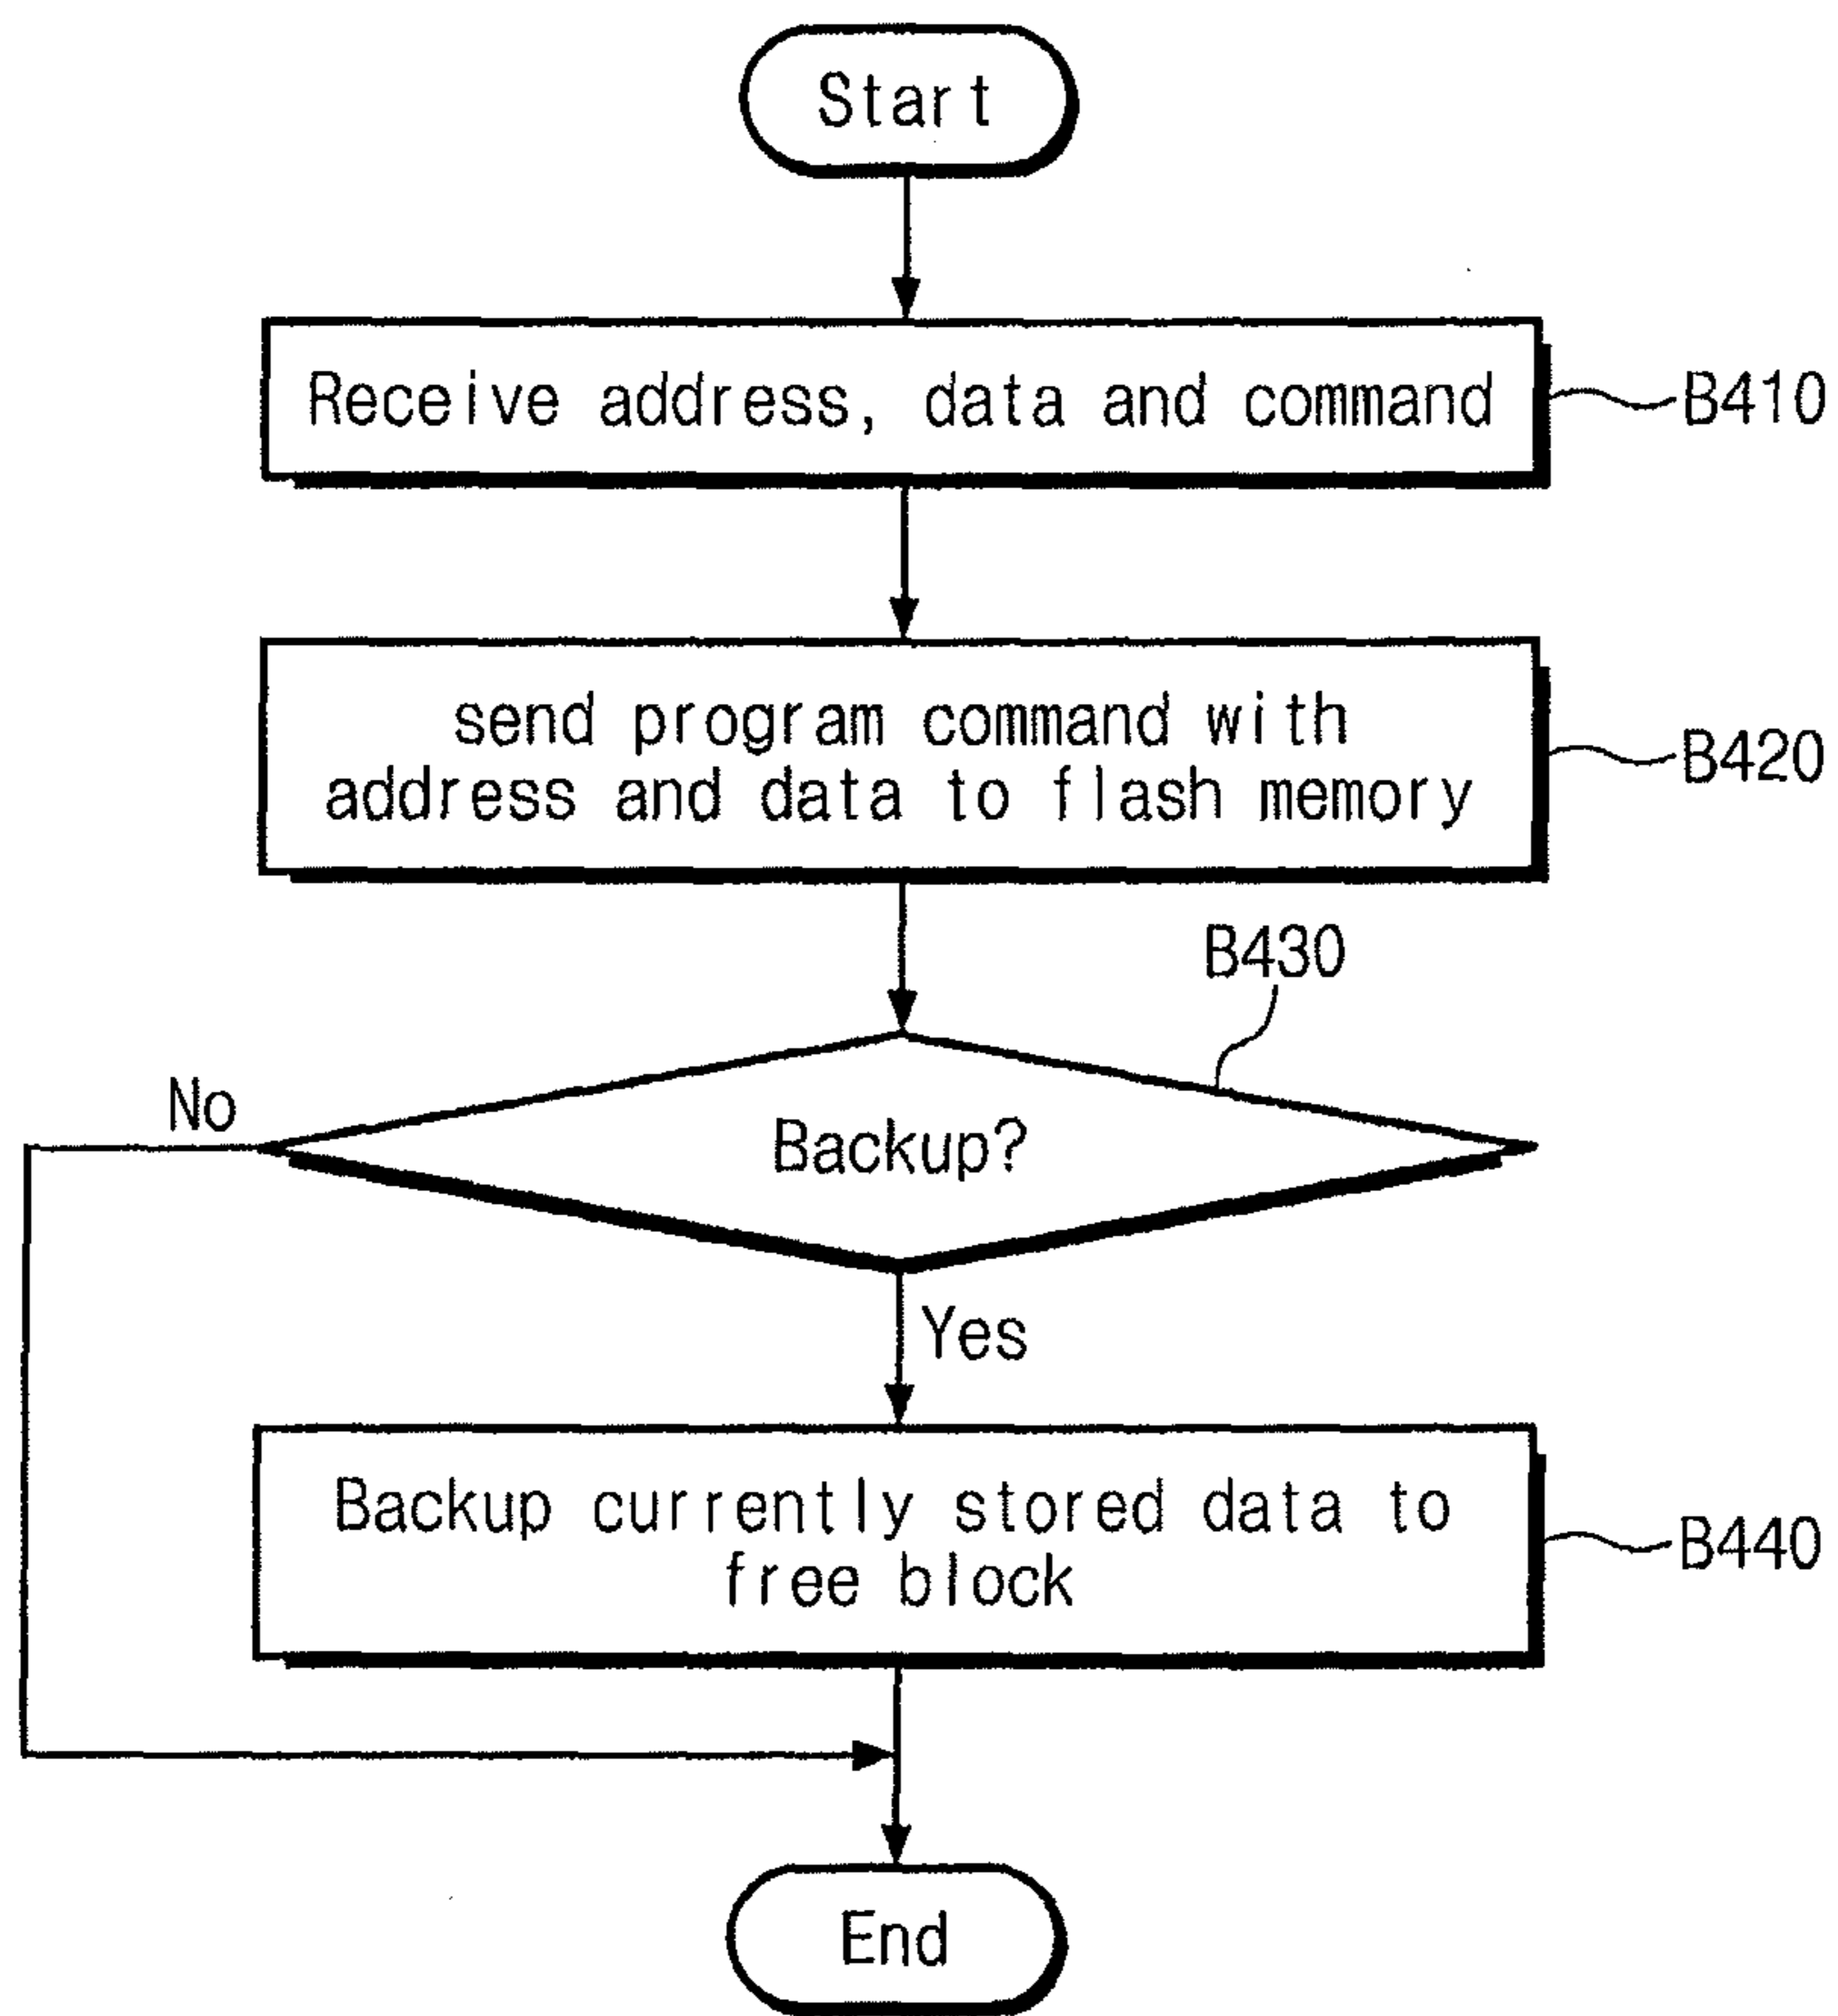 Start
Receive address, data and command
B410
send program command with
address and data to flash memory
B420
B430
No
Backup?
Yes
Backup currently stored data to
free block
B440
End